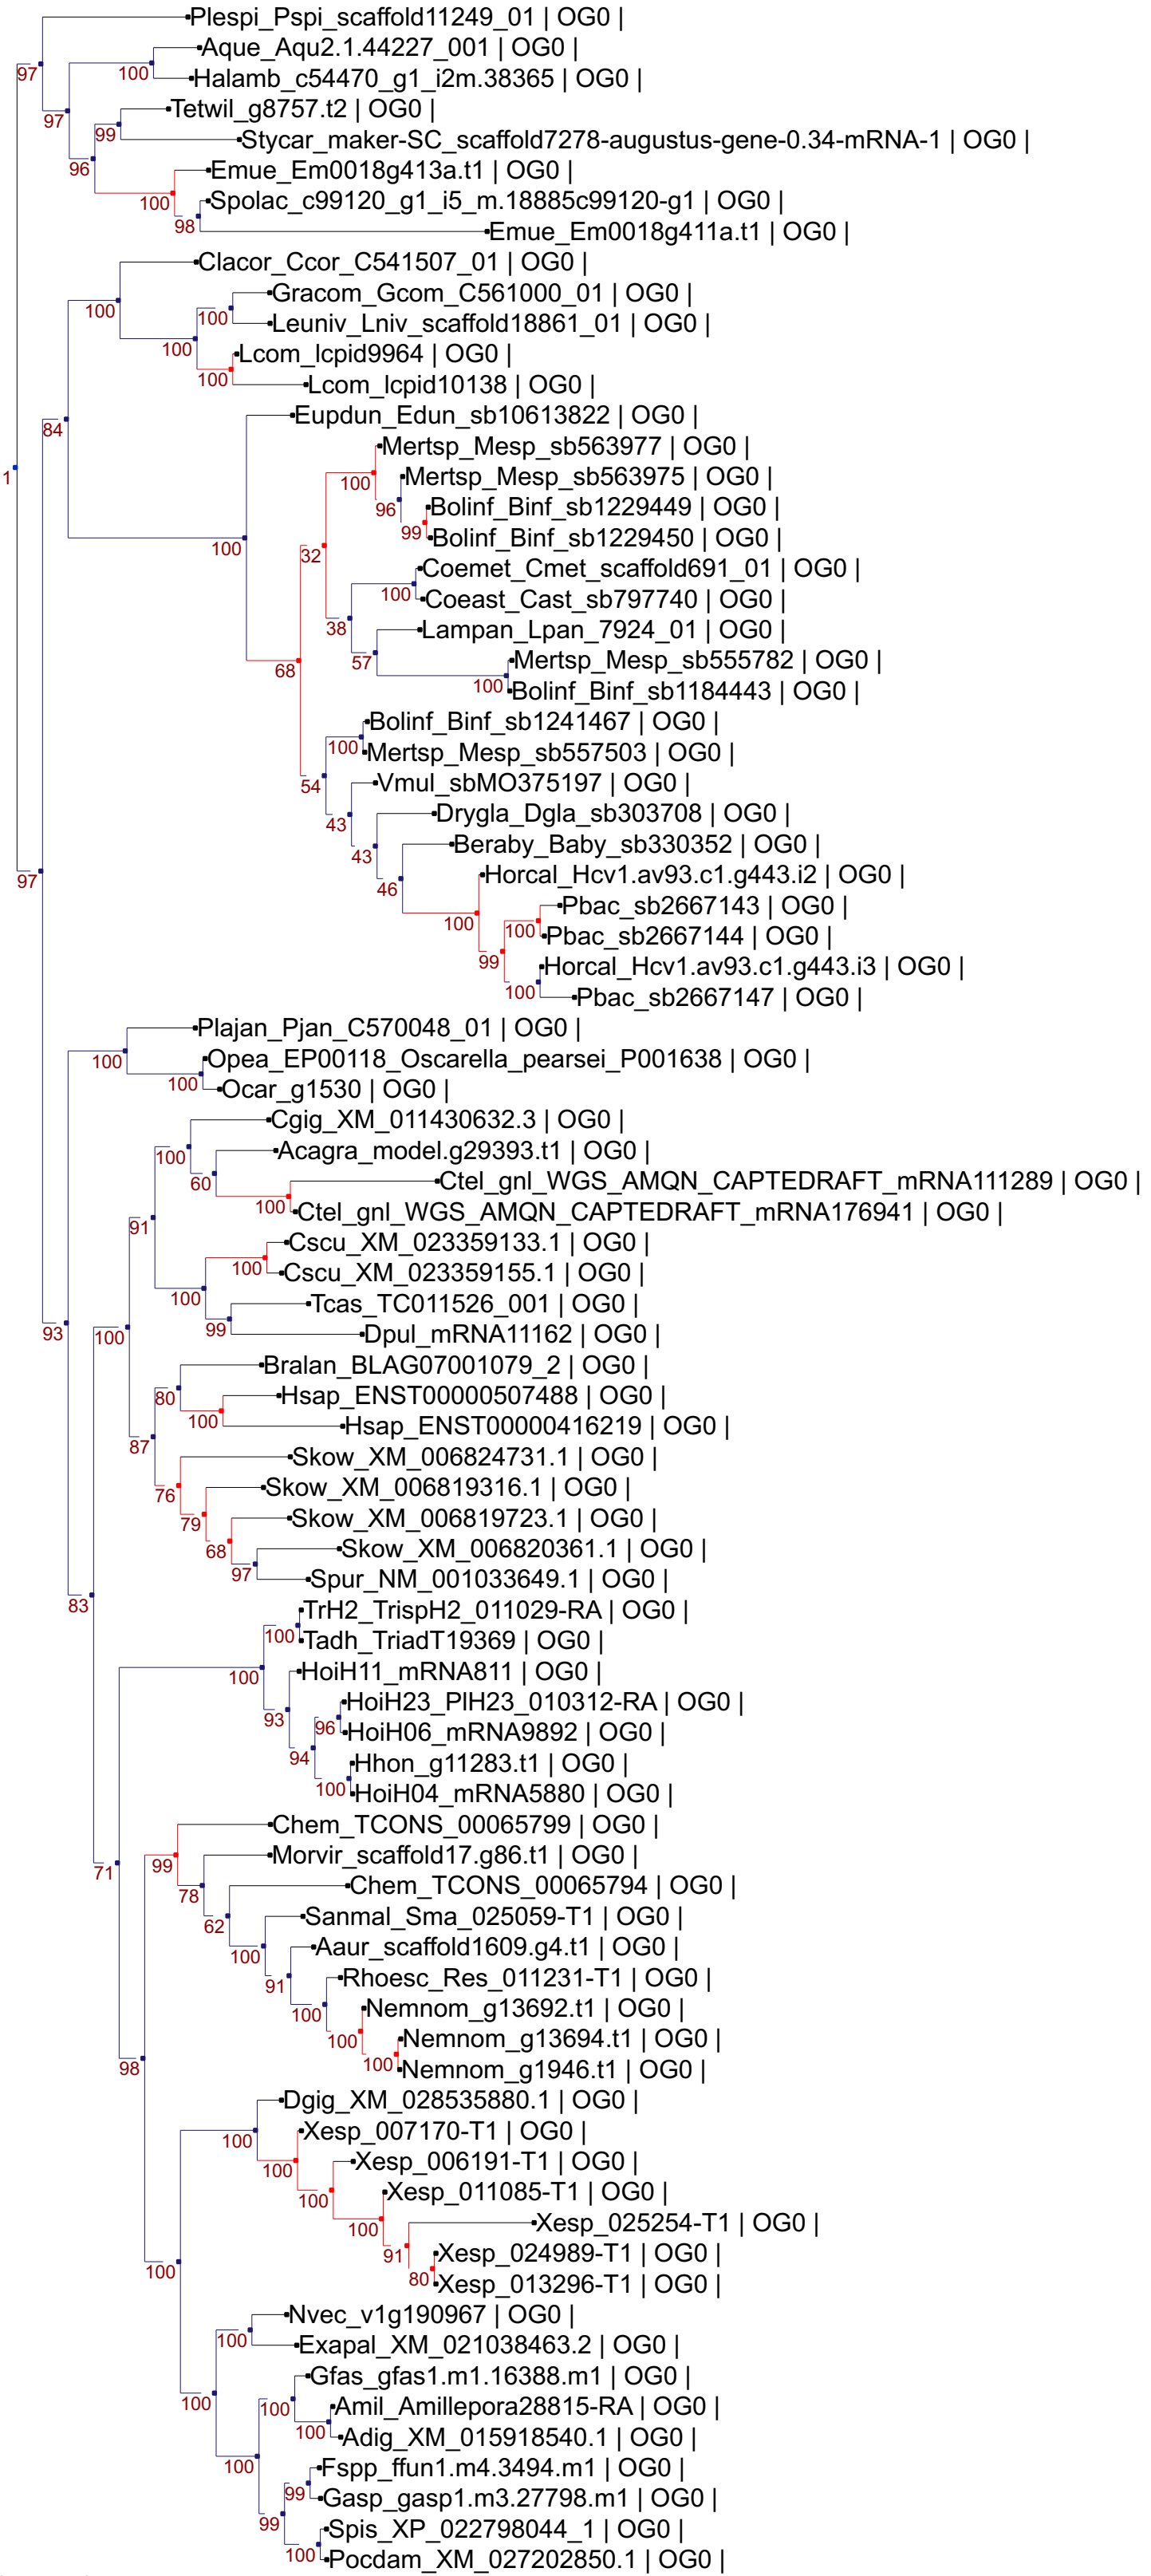 Plespi_Pspi_scaffold11249_01 | OG0 |
Aque_Aqu2.1.44227_001 | OG0 |
97
100
Halamb_c54470_g1_i2m.38365 | OG0 |
Tetwil_g8757.t2 | OG0 |
97
99
Stycar_maker-SC_scaffold7278-augustus-gene-0.34-mRNA-1 | OG0 |
96
Emue_Em0018g413a.t1 | OG0 |
100
Spolac_c99120_g1_i5_m.18885c99120-g1 | OG0 |
98
Emue_Em0018g411a.t1 | OG0 |
Clacor_Ccor_C541507_01 | OG0 |
Gracom_Gcom_C561000_01 | OG0 |
100
100
Leuniv_Lniv_scaffold18861_01 | OG0 |
100
Lcom_lcpid9964 | OG0 |
100
Lcom_lcpid10138 | OG0 |
Eupdun_Edun_sb10613822 | OG0 |
84
Mertsp_Mesp_sb563977 | OG0 |
1
100
Mertsp_Mesp_sb563975 | OG0 |
96
Bolinf_Binf_sb1229449 | OG0 |
99
Bolinf_Binf_sb1229450 | OG0 |
100
32
Coemet_Cmet_scaffold691_01 | OG0 |
100
Coeast_Cast_sb797740 | OG0 |
38
Lampan_Lpan_7924_01 | OG0 |
57
Mertsp_Mesp_sb555782 | OG0 |
68
100
Bolinf_Binf_sb1184443 | OG0 |
Bolinf_Binf_sb1241467 | OG0 |
100
Mertsp_Mesp_sb557503 | OG0 |
54
Vmul_sbMO375197 | OG0 |
43
Drygla_Dgla_sb303708 | OG0 |
43
Beraby_Baby_sb330352 | OG0 |
97
46
Horcal_Hcv1.av93.c1.g443.i2 | OG0 |
100
Pbac_sb2667143 | OG0 |
100
Pbac_sb2667144 | OG0 |
99
Horcal_Hcv1.av93.c1.g443.i3 | OG0 |
100
Pbac_sb2667147 | OG0 |
Plajan_Pjan_C570048_01 | OG0 |
100
Opea_EP00118_Oscarella_pearsei_P001638 | OG0 |
100
Ocar_g1530 | OG0 |
Cgig_XM_011430632.3 | OG0 |
100
Acagra_model.g29393.t1 | OG0 |
60
Ctel_gnl_WGS_AMQN_CAPTEDRAFT_mRNA111289 | OG0 |
100
Ctel_gnl_WGS_AMQN_CAPTEDRAFT_mRNA176941 | OG0 |
91
Cscu_XM_023359133.1 | OG0 |
100
Cscu_XM_023359155.1 | OG0 |
100
Tcas_TC011526_001 | OG0 |
93
100
99
Dpul_mRNA11162 | OG0 |
Bralan_BLAG07001079_2 | OG0 |
80
Hsap_ENST00000507488 | OG0 |
100
Hsap_ENST00000416219 | OG0 |
87
Skow_XM_006824731.1 | OG0 |
76
Skow_XM_006819316.1 | OG0 |
79
Skow_XM_006819723.1 | OG0 |
68
Skow_XM_006820361.1 | OG0 |
97
Spur_NM_001033649.1 | OG0 |
83
TrH2_TrispH2_011029-RA | OG0 |
100
Tadh_TriadT19369 | OG0 |
100
HoiH11_mRNA811 | OG0 |
93
HoiH23_PlH23_010312-RA | OG0 |
96
HoiH06_mRNA9892 | OG0 |
94
Hhon_g11283.t1 | OG0 |
100
HoiH04_mRNA5880 | OG0 |
Chem_TCONS_00065799 | OG0 |
71
99
Morvir_scaffold17.g86.t1 | OG0 |
78
Chem_TCONS_00065794 | OG0 |
62
Sanmal_Sma_025059-T1 | OG0 |
100
Aaur_scaffold1609.g4.t1 | OG0 |
91
Rhoesc_Res_011231-T1 | OG0 |
100
Nemnom_g13692.t1 | OG0 |
100
Nemnom_g13694.t1 | OG0 |
98
100
Nemnom_g1946.t1 | OG0 |
Dgig_XM_028535880.1 | OG0 |
100
Xesp_007170-T1 | OG0 |
100
Xesp_006191-T1 | OG0 |
100
Xesp_011085-T1 | OG0 |
100
Xesp_025254-T1 | OG0 |
91
Xesp_024989-T1 | OG0 |
100
80
Xesp_013296-T1 | OG0 |
Nvec_v1g190967 | OG0 |
100
Exapal_XM_021038463.2 | OG0 |
100
Gfas_gfas1.m1.16388.m1 | OG0 |
100
Amil_Amillepora28815-RA | OG0 |
100
Adig_XM_015918540.1 | OG0 |
100
Fspp_ffun1.m4.3494.m1 | OG0 |
99
Gasp_gasp1.m3.27798.m1 | OG0 |
99
Spis_XP_022798044_1 | OG0 |
100
Pocdam_XM_027202850.1 | OG0 |